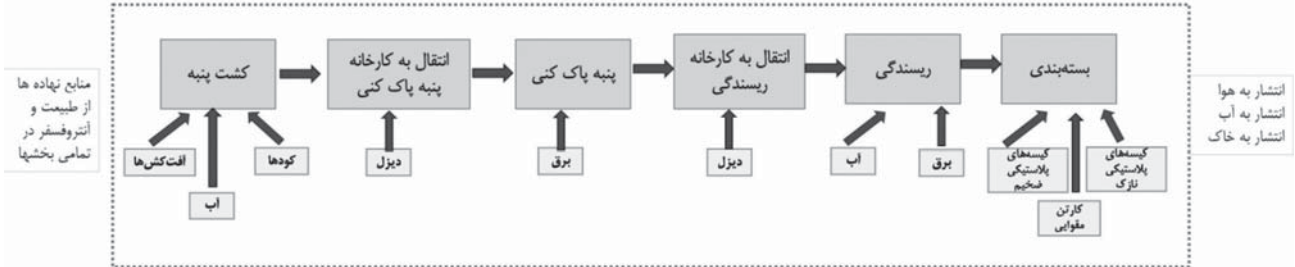 منابع نهاده ها
از طبیعت و
آنتروفسفر در
تمامی بخشها
کشت پنبه
انتقال به کارخانه
پنبه پاک کنی
پنبه پاک کنی
انتقال به کارخانه
ریسندگی
ریسندگی
بسته‌بندی
آفت‌کش‌ها
آب
کودها
دیزل
برق
دیزل
آب
برق
کیسه‌های
پلاستیکی
ضخیم
کارتن
مقوایی
کیسه‌های
پلاستیکی
نازک
انتشار به هوا
انتشار به آب
انتشار به خاک